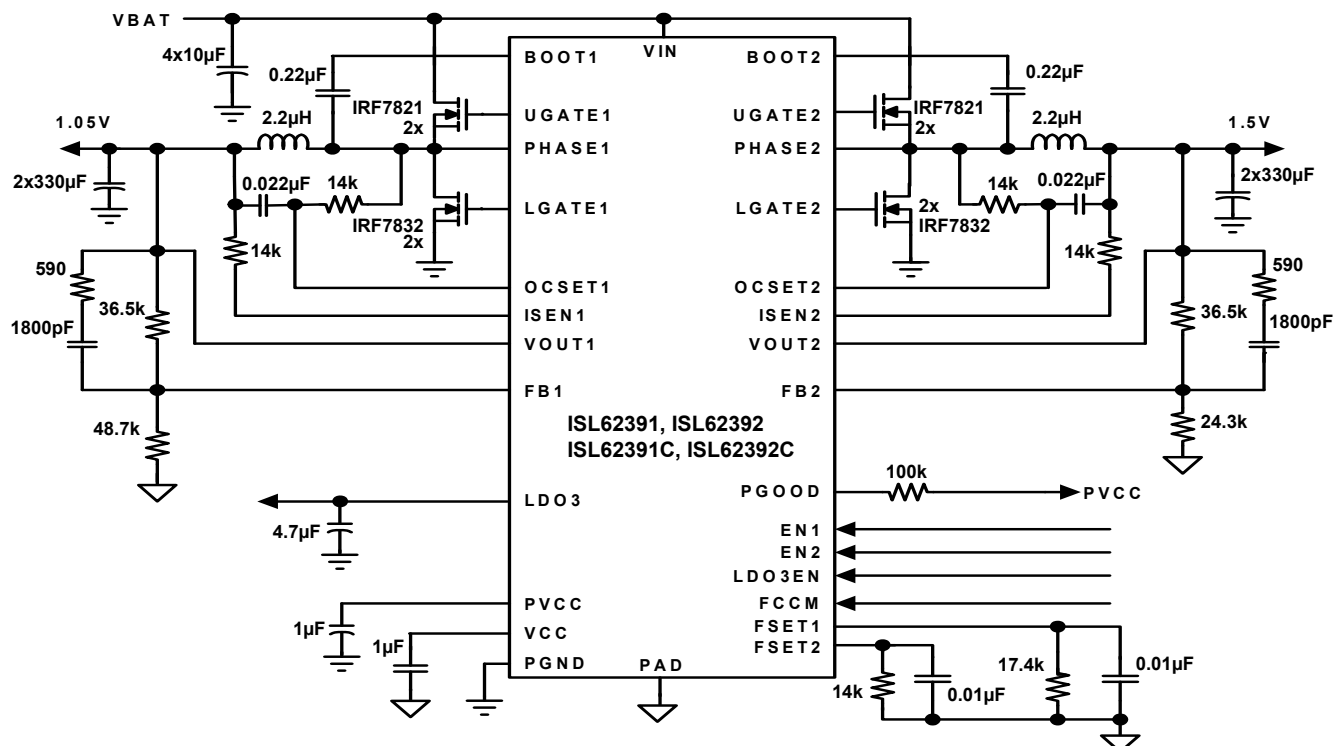 VBAT
4x10µF
VIN
BOOT1
BOOT2
0.22µF
0.22µF
IRF7821
2x
UGATE1
UGATE2
IRF7821
2x
1.05V
2.2µH
PHASE1
PHASE2
2.2µH
1.5V
2x330µF
0.022µF
14k
IRF7832
2x
LGATE1
LGATE2
2x
IRF7832
14k
0.022µF
2x330µF
14k
14k
590
OCSET1
OCSET2
590
36.5k
ISEN1
ISEN2
36.5k
1800pF
VOUT1
VOUT2
1800pF
FB1
FB2
ISL62391, ISL62392
ISL62391C, ISL62392C
48.7k
24.3k
LDO3
PGOOD
100k
PVCC
4.7µF
EN1
EN2
LDO3EN
PVCC
FCCM
1µF
VCC
FSET1
1µF
FSET2
PGND
PAD
14k
0.01µF
17.4k
0.01µF